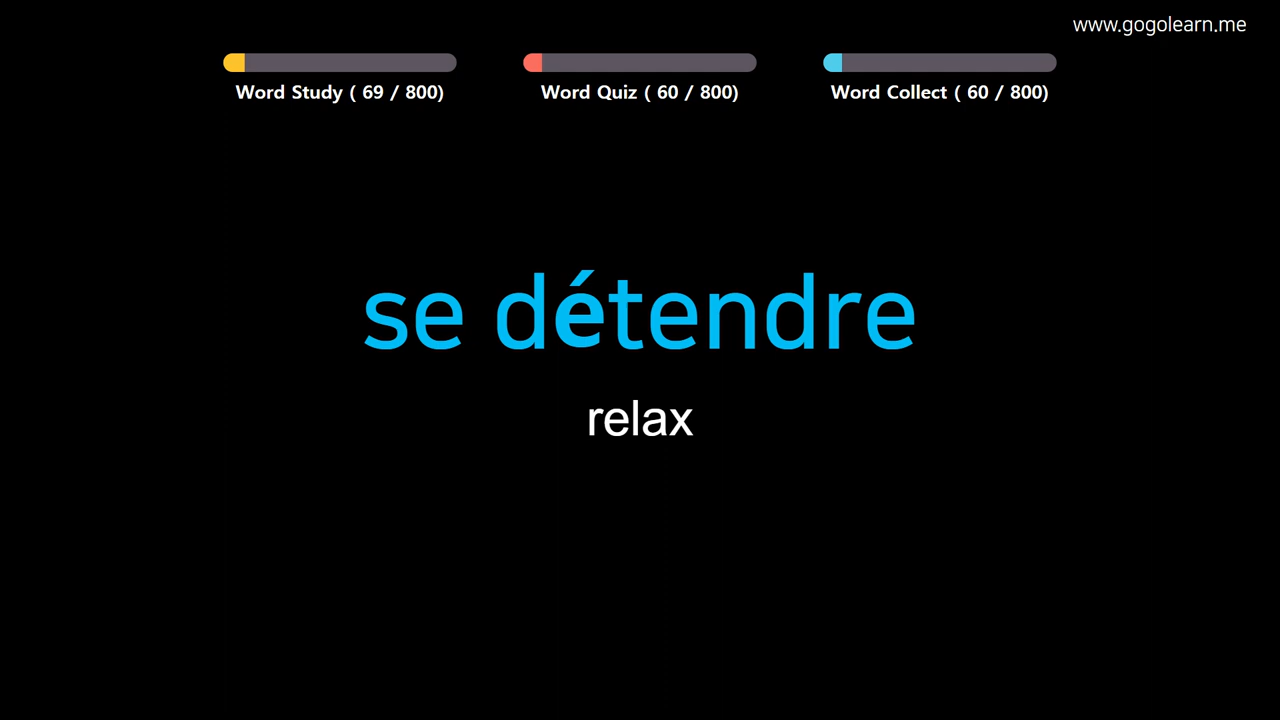 www.gogolearn.me
Word Study ( 69 / 800)
Word Quiz ( 60 / 800)
Word Collect ( 60 / 800)
se détendre
relax